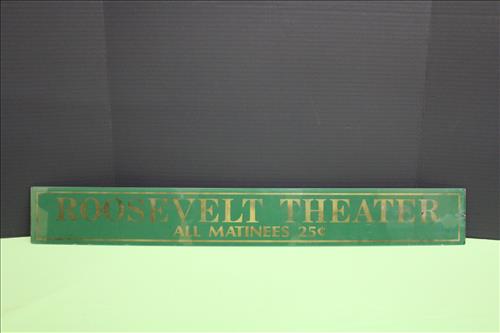 ROOSEVELT THEATER
ALL MATINEES 25¢